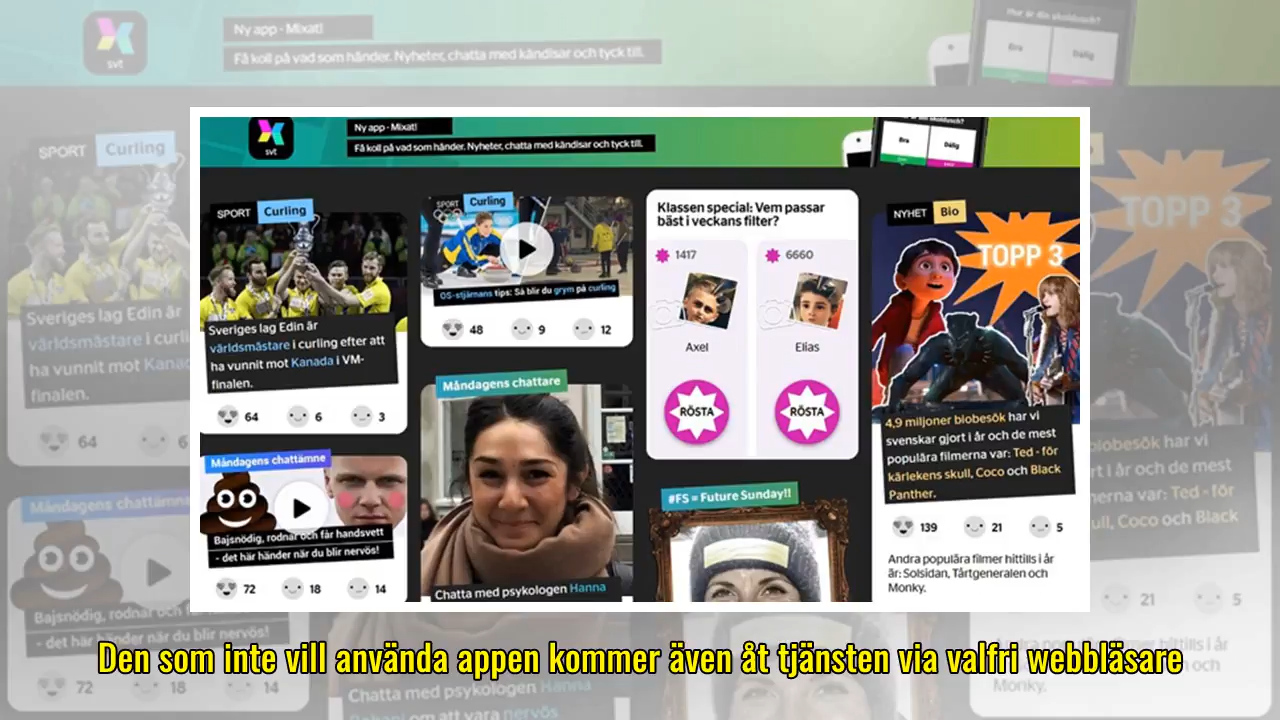 Ny app - Mixat!
Få koll på vad som händer. Nyheter, chatta med kändisar och tyck till.
svt
Hur är din skoldusch?
Bra
Dålig
SPORT Curling
Sveriges lag Edin är
världsmästare i curling efter att
ha vunnit mot Kanada i VM-
finalen.
64 6 3
Måndagens chattämne
Bajsnödig, rodnar och får handsvett
- det här händer när du blir nervös!
72 18 14
SPORT Curling
OS-stjärnans tips: Så blir du grym på curling
48 9 12
Måndagens chattare
Chatta med psykologen Hanna
Klassen special: Vem passar
bäst i veckans filter?
1417 6660
Axel Elias
RÖSTA RÖSTA
#FS = Future Sunday!!
NYHET Bio
TOPP 3
4,9 miljoner biobesök har vi
svenskar gjort i år och de mest
populära filmerna var: Ted - för
kärlekens skull, Coco och Black
Panther.
139 21 5
Andra populära filmer hittills i år
är: Solsidan, Tårtgeneralen och
Monky.
Den som inte vill använda appen kommer även åt tjänsten via valfri webbläsare